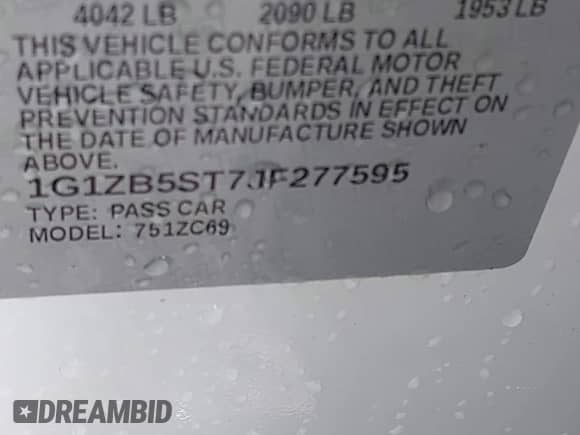 4042 LB 2090 LB 1953 LB
THIS VEHICLE CONFORMS TO ALL
APPLICABLE U.S. FEDERAL MOTOR
VEHICLE SAFETY, BUMPER, AND THEFT
PREVENTION STANDARDS IN EFFECT ON
THE DATE OF MANUFACTURE SHOWN
ABOVE.
1G1ZB5ST7JF277595
TYPE: PASS CAR
MODEL: 751ZC69
DREAMBID